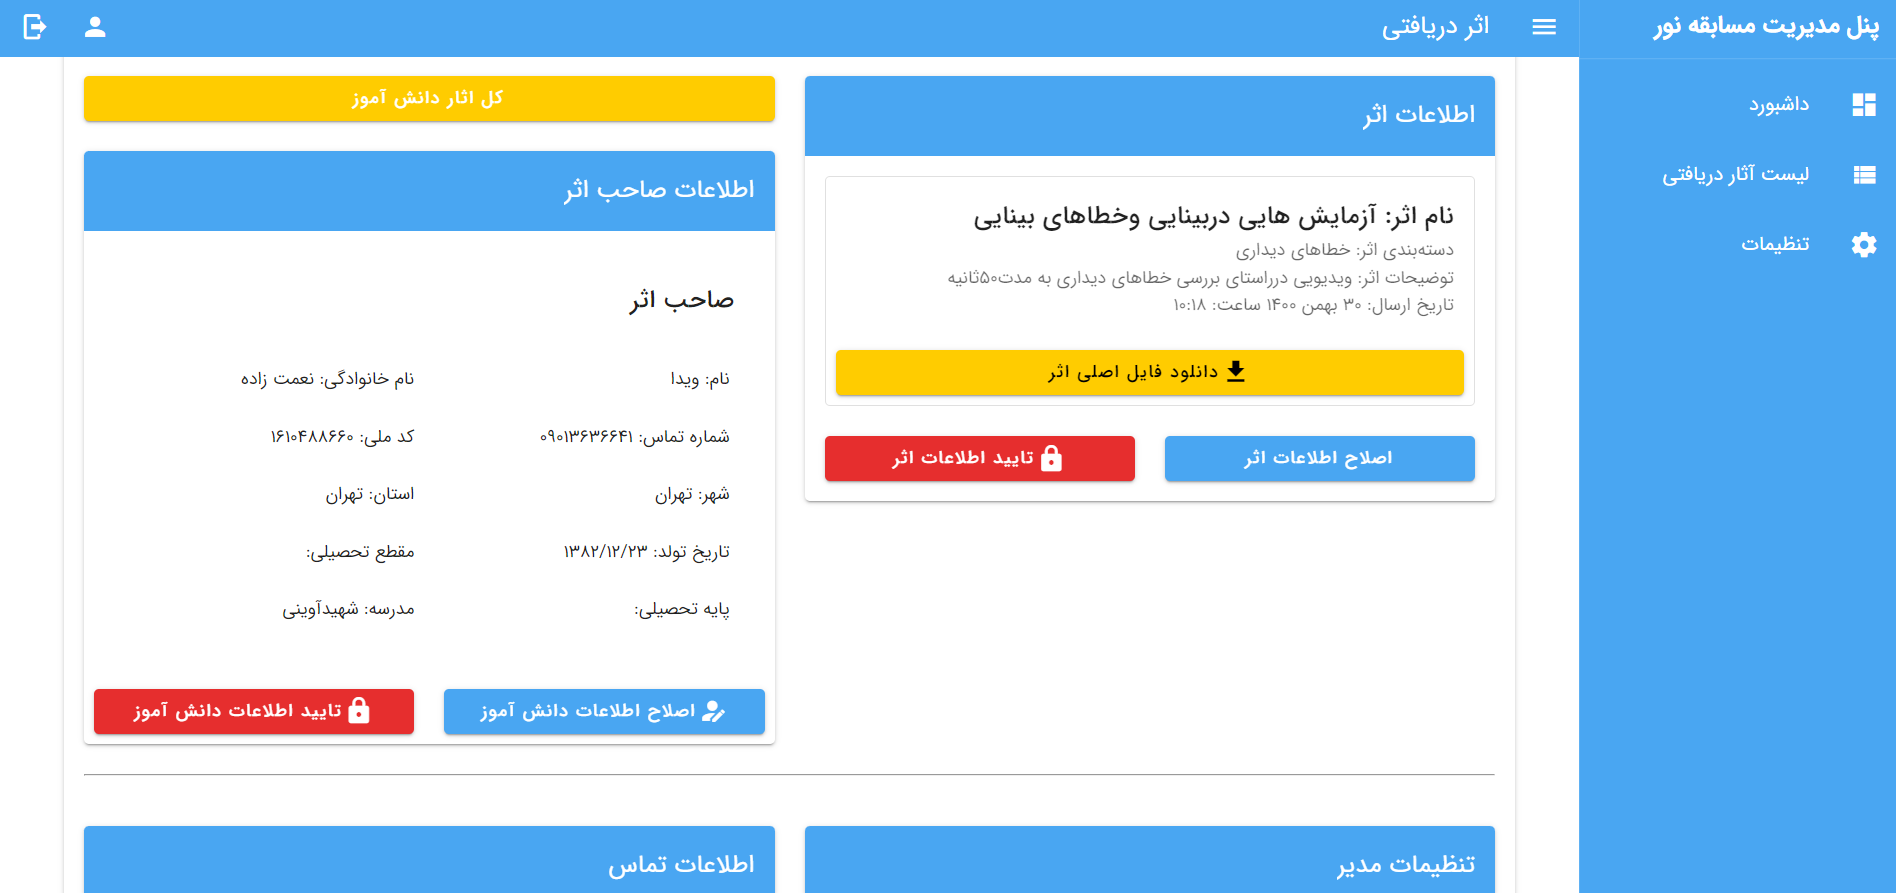 پنل مدیریت مسابقه نور
داشبورد
لیست آثار دریافتی
تنظیمات
اثر دریافتی
اطلاعات اثر
نام اثر: آزمایش هایی دربینایی وخطاهای بینایی
دسته‌بندی اثر: خطاهای دیداری
توضیحات اثر: ویدیویی درراستای بررسی خطاهای دیداری به مدت۵۰ثانیه
تاریخ ارسال: ۳۰ بهمن ۱۴۰۰ ساعت: ۱۰:۱۸
دانلود فایل اصلی اثر
اصلاح اطلاعات اثر
تایید اطلاعات اثر
کل اثار دانش آموز
اطلاعات صاحب اثر
صاحب اثر
نام: ویدا
نام خانوادگی: نعمت زاده
شماره تماس: ۰۹۰۱۳۶۳۶۶۴۱
کد ملی: ۱۶۱۰۴۸۸۶۶۰
شهر: تهران
استان: تهران
تاریخ تولد: ۱۳۸۲/۱۲/۲۳
مقطع تحصیلی:
پایه تحصیلی:
مدرسه: شهیدآوینی
اصلاح اطلاعات دانش آموز
تایید اطلاعات دانش آموز
تنظیمات مدیر
اطلاعات تماس